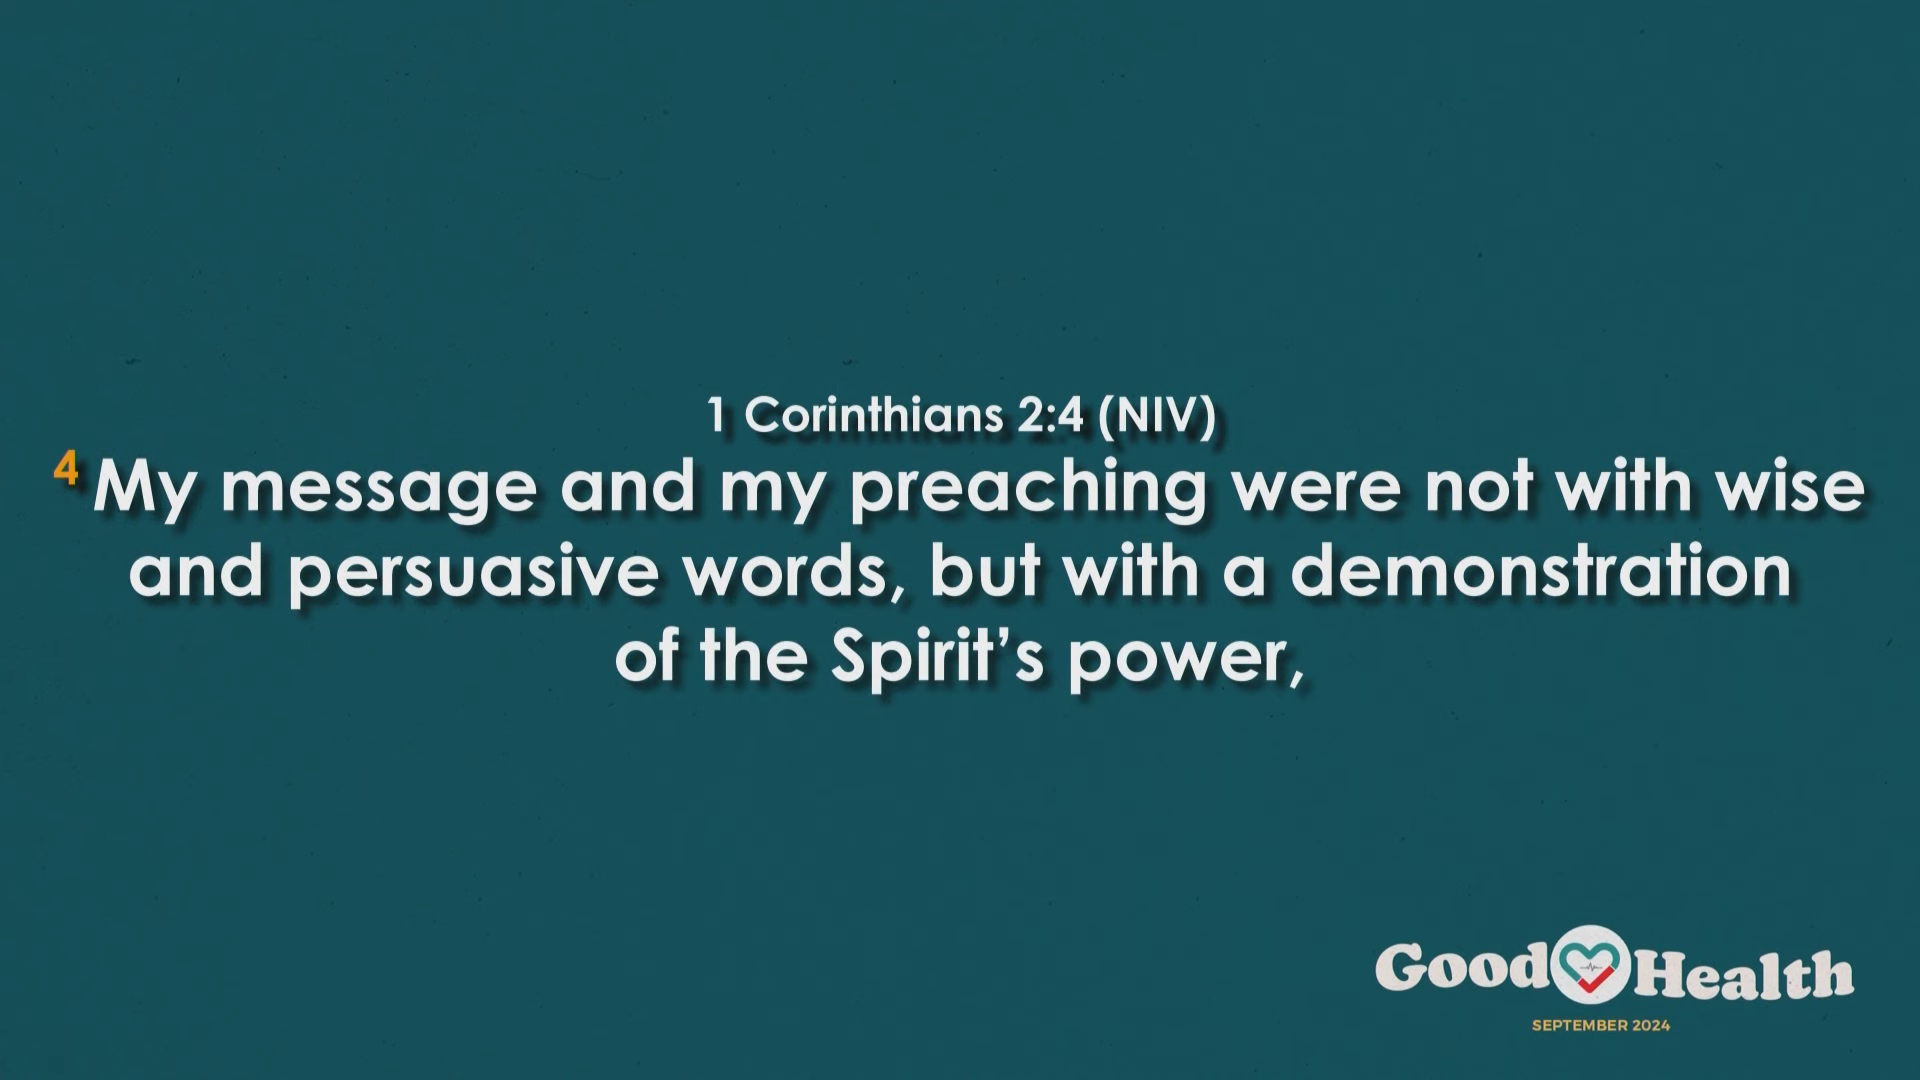 1 Corinthians 2:4 (NIV)
4 My message and my preaching were not with wise
and persuasive words, but with a demonstration
of the Spirit’s power,
Good Health
SEPTEMBER 2024